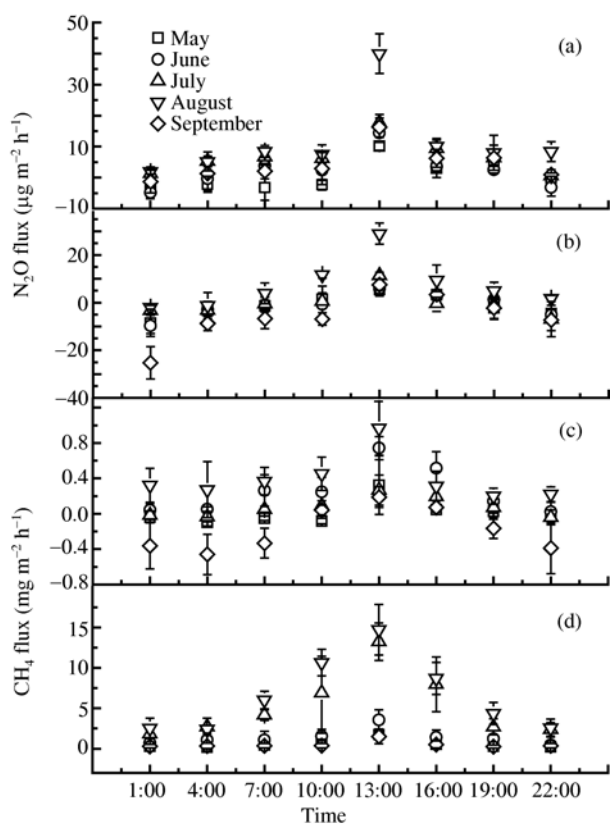 50
□ May
(a)
○ June
△ July
30
▽ August
◇ September
10
−10
20
(b)
0
−20
−40
N₂O flux (μg m⁻² h⁻¹)
0.8
(c)
0.4
0.0
−0.4
−0.8
15
(d)
10
5
0
CH₄ flux (mg m⁻² h⁻¹)
1:00 4:00 7:00 10:00 13:00 16:00 19:00 22:00
Time